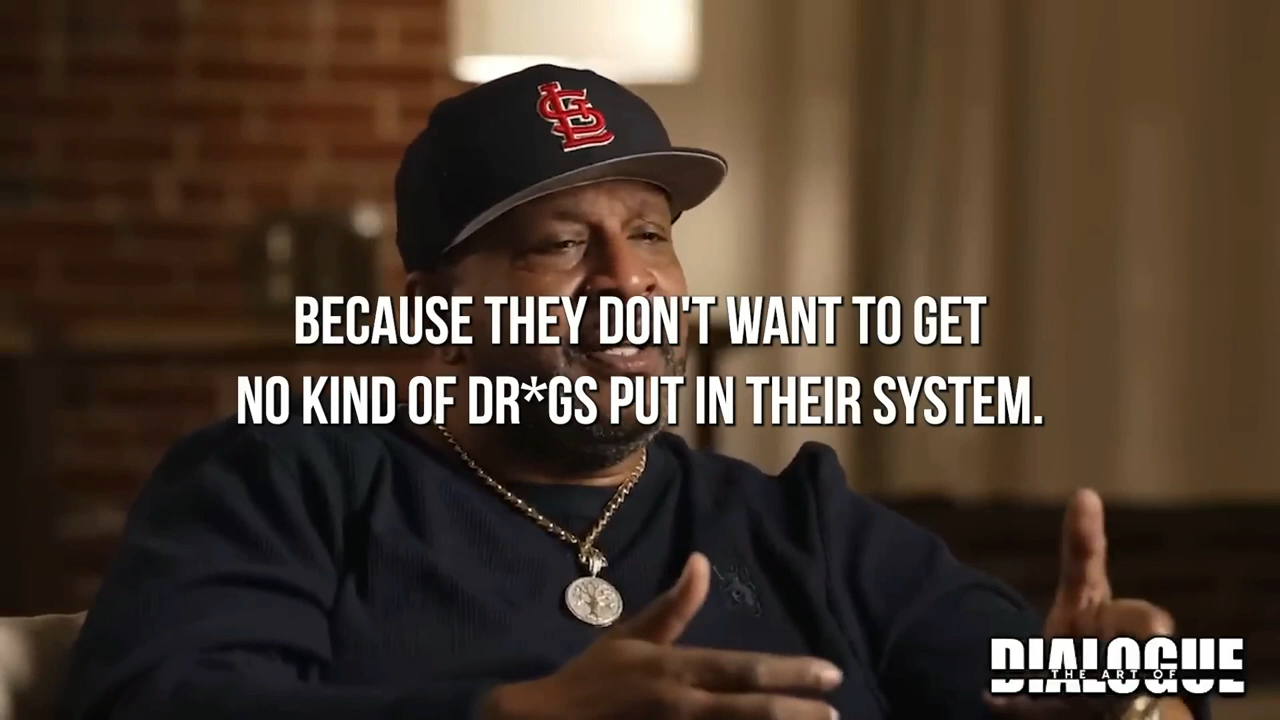 STL
BECAUSE THEY DON'T WANT TO GET
NO KIND OF DR*GS PUT IN THEIR SYSTEM.
DIALOGUE
THE ART OF